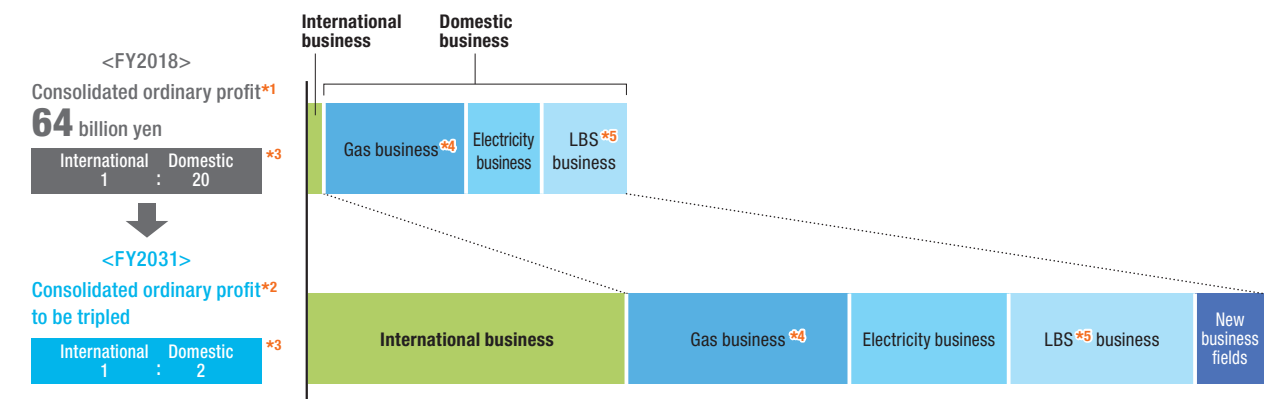 International
business
Domestic
business
<FY2018>
Consolidated ordinary profit*1
64 billion yen
International Domestic *3
1 : 20
Gas business*4
Electricity
business
LBS*5
business
<FY2031>
Consolidated ordinary profit*2
to be tripled
International Domestic *3
1 : 2
International business
Gas business*4
Electricity business
LBS*5 business
New
business
fields